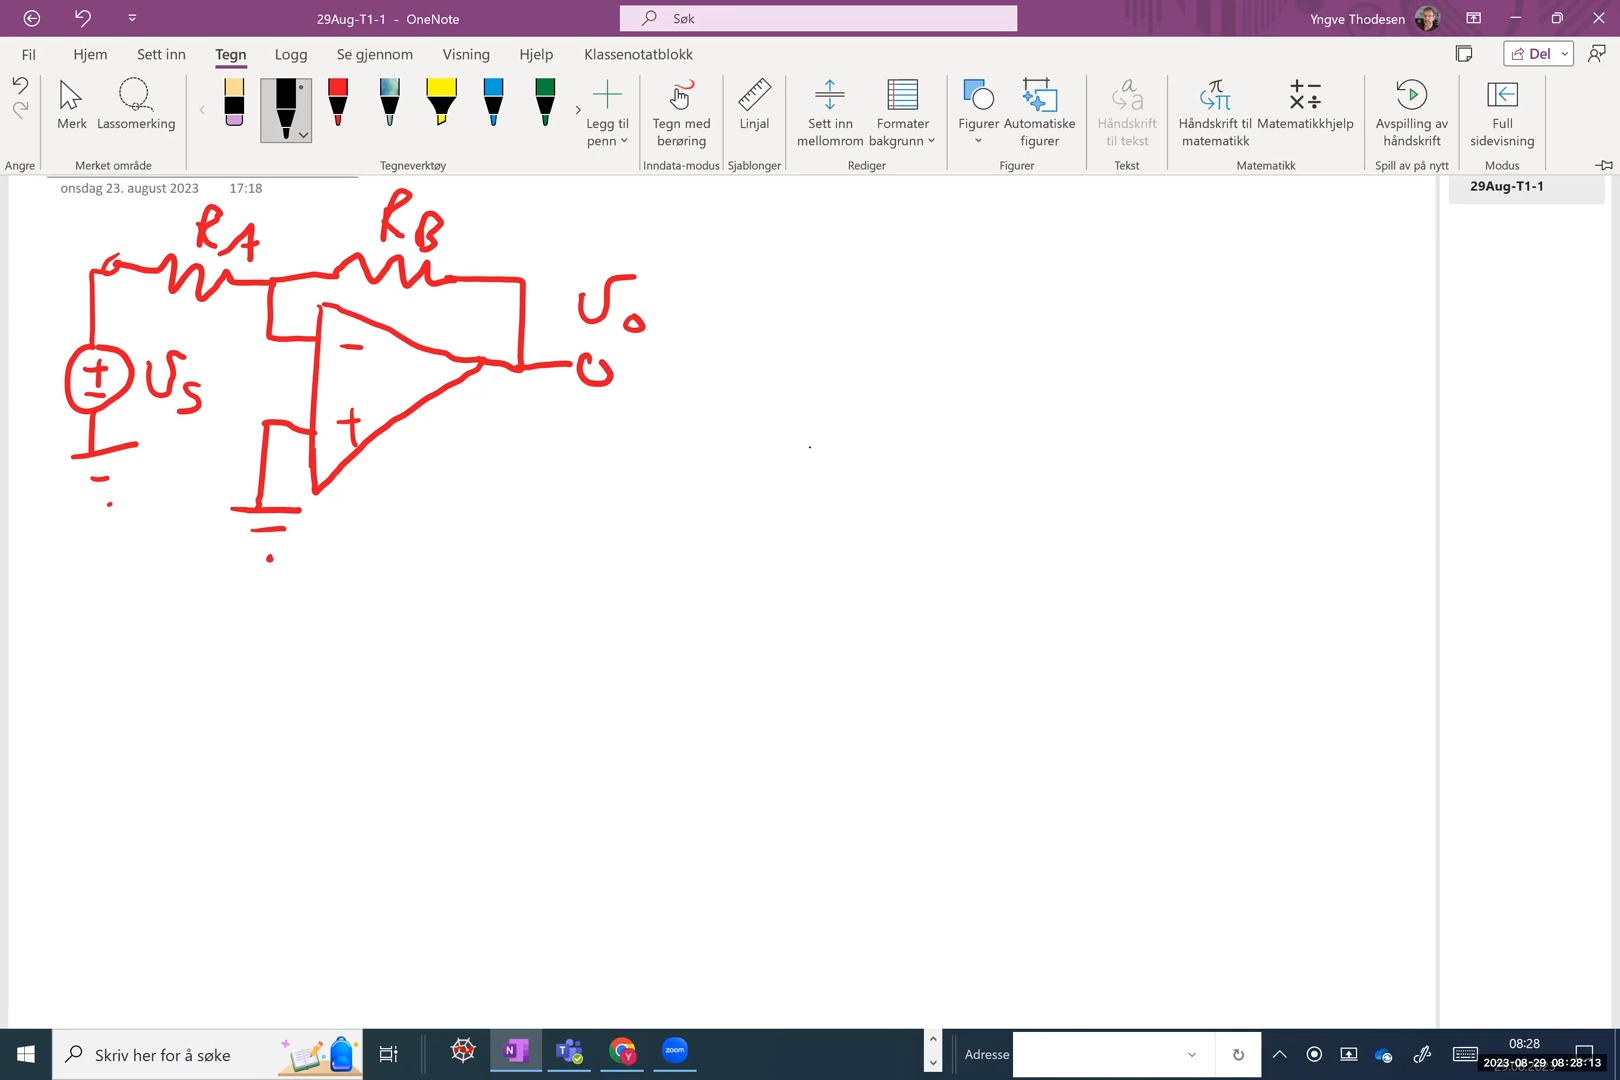 29Aug-T1-1 - OneNote
Søk
Yngve Thodesen
Fil Hjem Sett inn Tegn Logg Se gjennom Visning Hjelp Klassenotatblokk
Del
Merk
Lassomerking
Legg til penn
Tegn med berøring
Linjal
Sett inn mellomrom
Formater bakgrunn
Figurer
Automatiske figurer
Håndskrift til tekst
Håndskrift til matematikk
Matematikkhjelp
Avspilling av håndskrift
Full sidevisning
Angre
Merket område
Tegneverktøy
Inndata-modus
Sjablonger
Rediger
Figurer
Tekst
Matematikk
Spill av på nytt
Modus
onsdag 23. august 2023 17:18
29Aug-T1-1
RA
RB
Uo
+
-
US
-
+
Skriv her for å søke
zoom
Adresse
08:28
2023-08-29 08:28:13